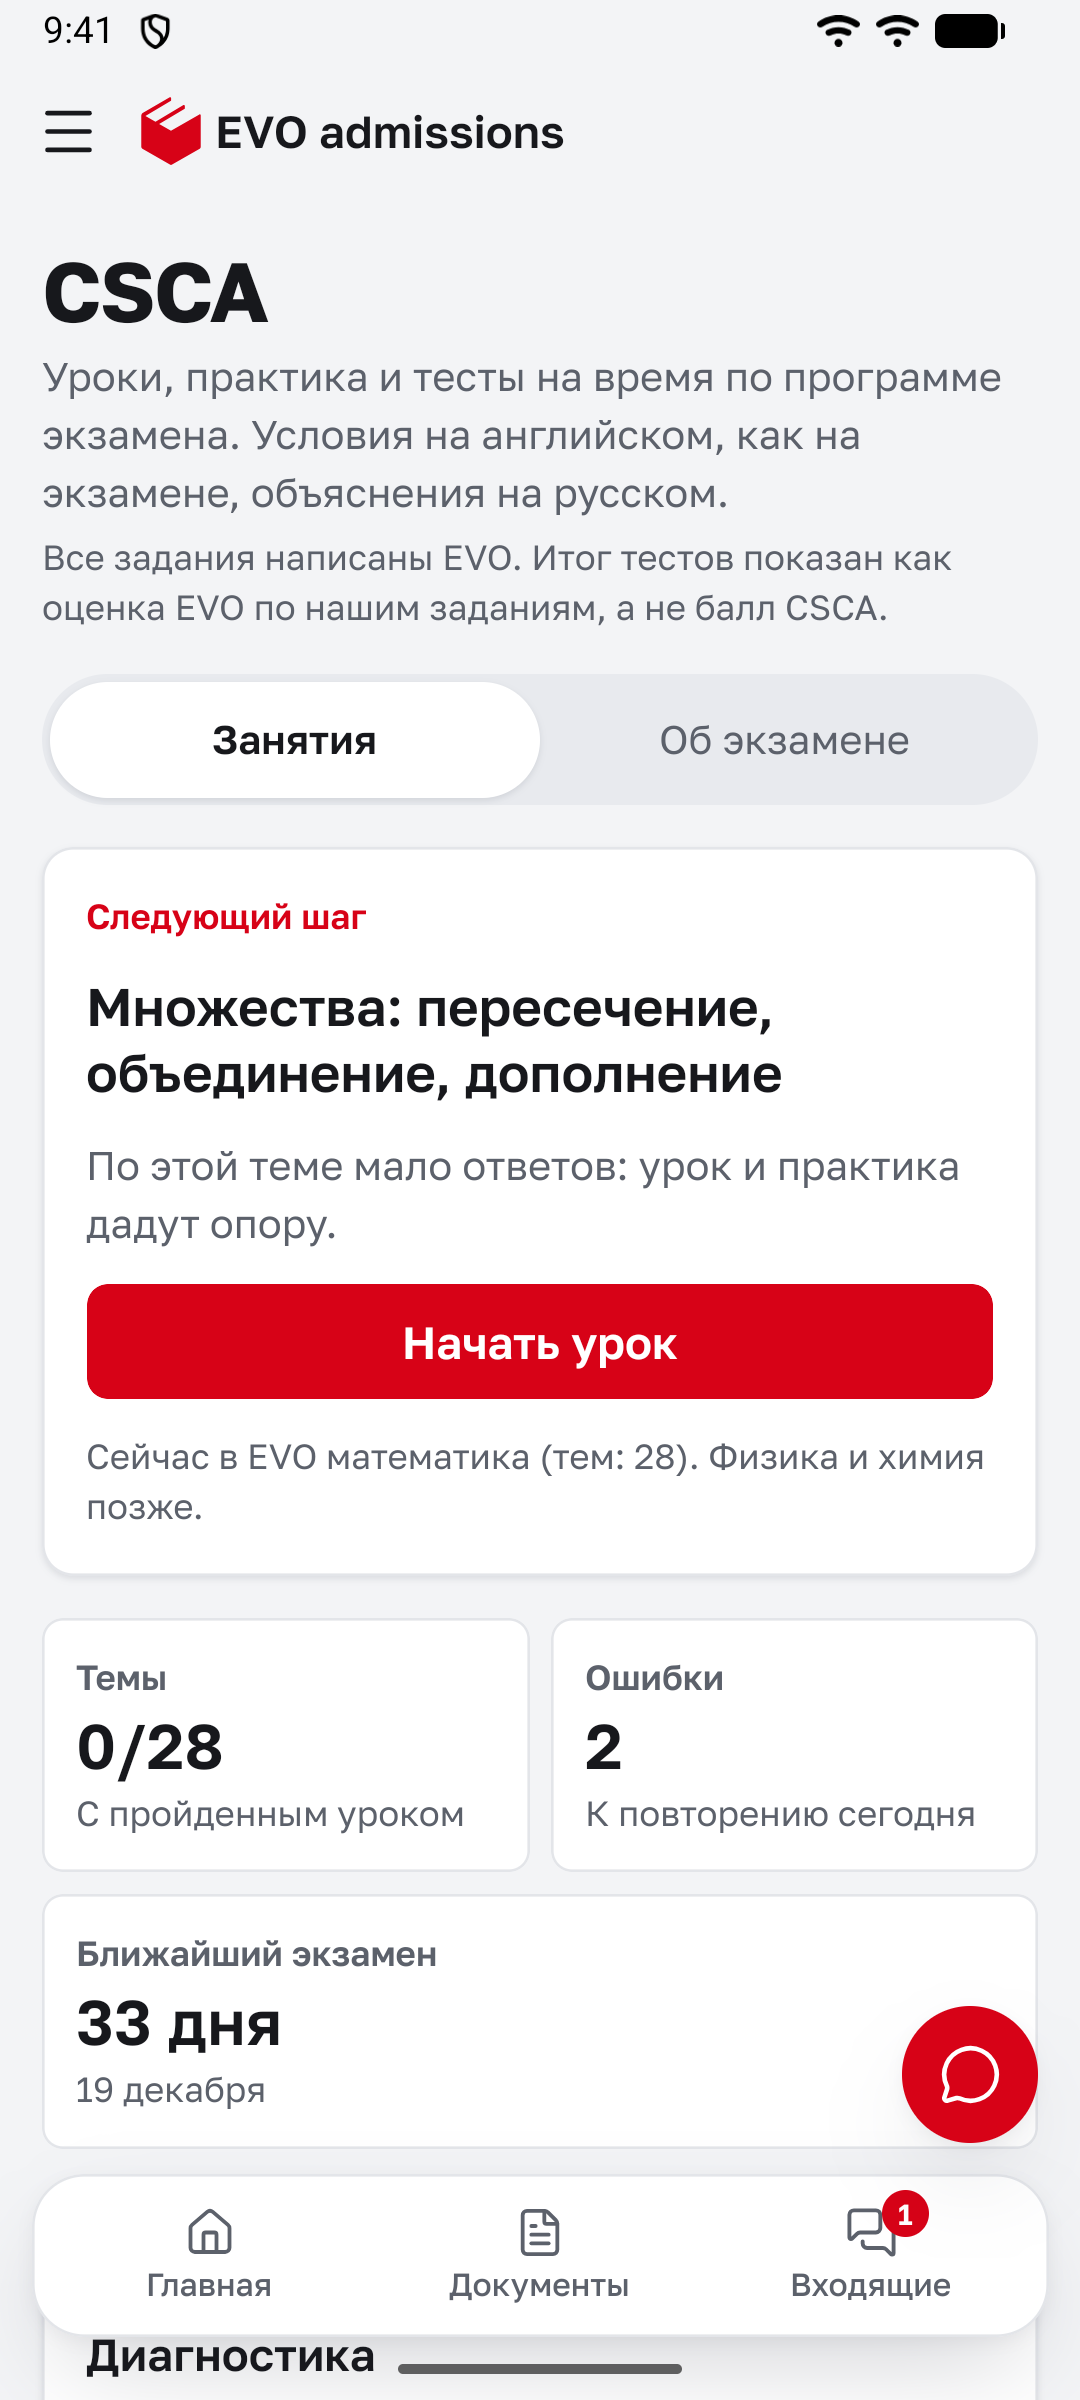 9:41
EVO admissions
CSCA
Уроки, практика и тесты на время по программе
экзамена. Условия на английском, как на
экзамене, объяснения на русском.
Все задания написаны EVO. Итог тестов показан как
оценка EVO по нашим заданиям, а не балл CSCA.
Занятия
Об экзамене
Следующий шаг
Множества: пересечение,
объединение, дополнение
По этой теме мало ответов: урок и практика
дадут опору.
Начать урок
Сейчас в EVO математика (тем: 28). Физика и химия
позже.
Темы
0/28
С пройденным уроком
Ошибки
2
К повторению сегодня
Ближайший экзамен
33 дня
19 декабря
Главная
Документы
1
Входящие
Диагностика